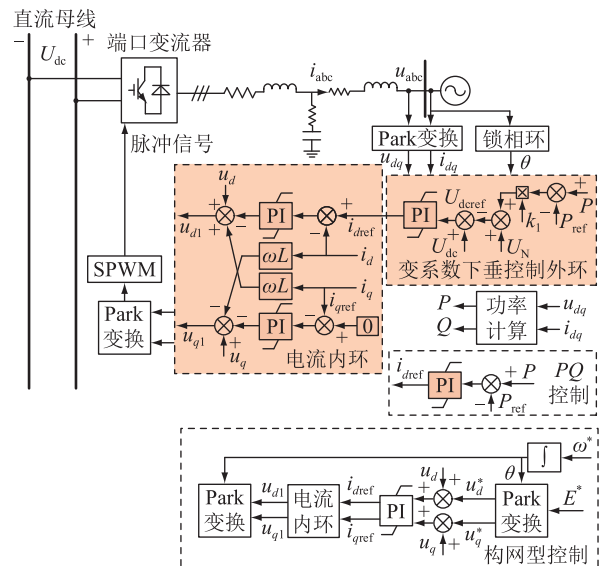 直流母线
− U_dc +
端口变流器
脉冲信号
i_abc
u_abc
Park变换
锁相环
u_dq
i_dq
θ
u_d
+
+
−
u_d1
PI
+
−
i_dref
ωL
i_d
ωL
i_q
i_qref
−
−
+
u_q1
u_q
PI
−
+
0
电流内环
SPWM
Park
变换
PI
U_dcref
−
+
U_dc
+
+
U_N
k_1
−
+
P
P_ref
变系数下垂控制外环
P
Q
功率
计算
u_dq
i_dq
i_dref
PI
+ P
−
P_ref
PQ
控制
∫
ω*
θ
Park
变换
u_d1
u_q1
电流
内环
i_dref
i_qref
PI
u_d
+
+
u_d*
+
u_q
+
u_q*
Park
变换
E*
构网型控制